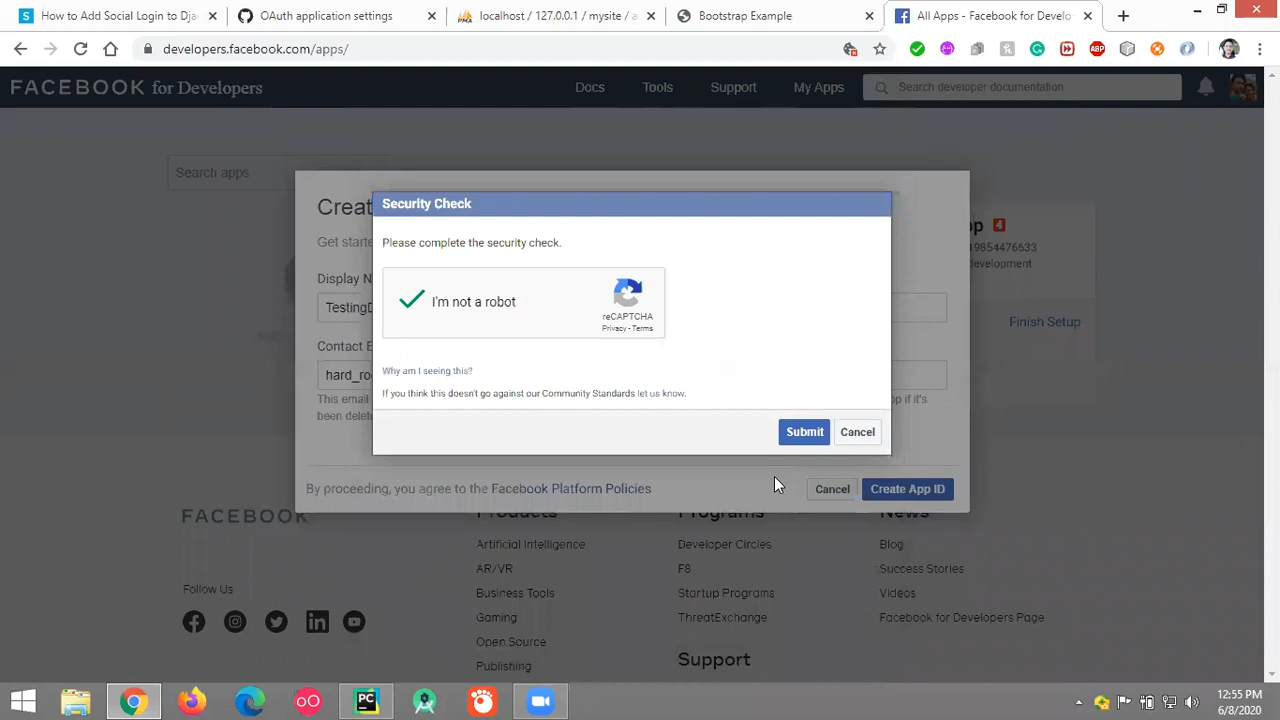 How to Add Social Login to Dja
OAuth application settings
localhost / 127.0.0.1 / mysite / a
Bootstrap Example
All Apps - Facebook for Develo
developers.facebook.com/apps/
ABP
FACEBOOK for Developers
Docs
Tools
Support
My Apps
Search developer documentation
Search apps
Creat
Security Check
Get starte
Please complete the security check.
p 4
19854476633
development
Display N
I'm not a robot
TestingD
reCAPTCHA
Privacy - Terms
Finish Setup
Contact E
hard_ro
Why am I seeing this?
If you think this doesn't go against our Community Standards let us know.
This email
p if it's
been delet
Submit
Cancel
By proceeding, you agree to the Facebook Platform Policies
Cancel
Create App ID
FACEBOOK
Products
Programs
News
Artificial Intelligence
Developer Circles
Blog
AR/VR
F8
Success Stories
Follow Us
Business Tools
Startup Programs
Videos
Gaming
ThreatExchange
Facebook for Developers Page
Open Source
Publishing
Support
PC
12:55 PM
6/8/2020